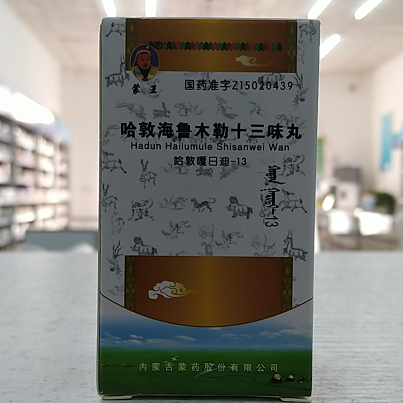 蒙王
国药准字Z15020439
哈敦海鲁木勒十三味丸
Hadun Hailumule Shisanwei Wan
哈敦嘎日迪-13
内蒙古蒙药股份有限公司